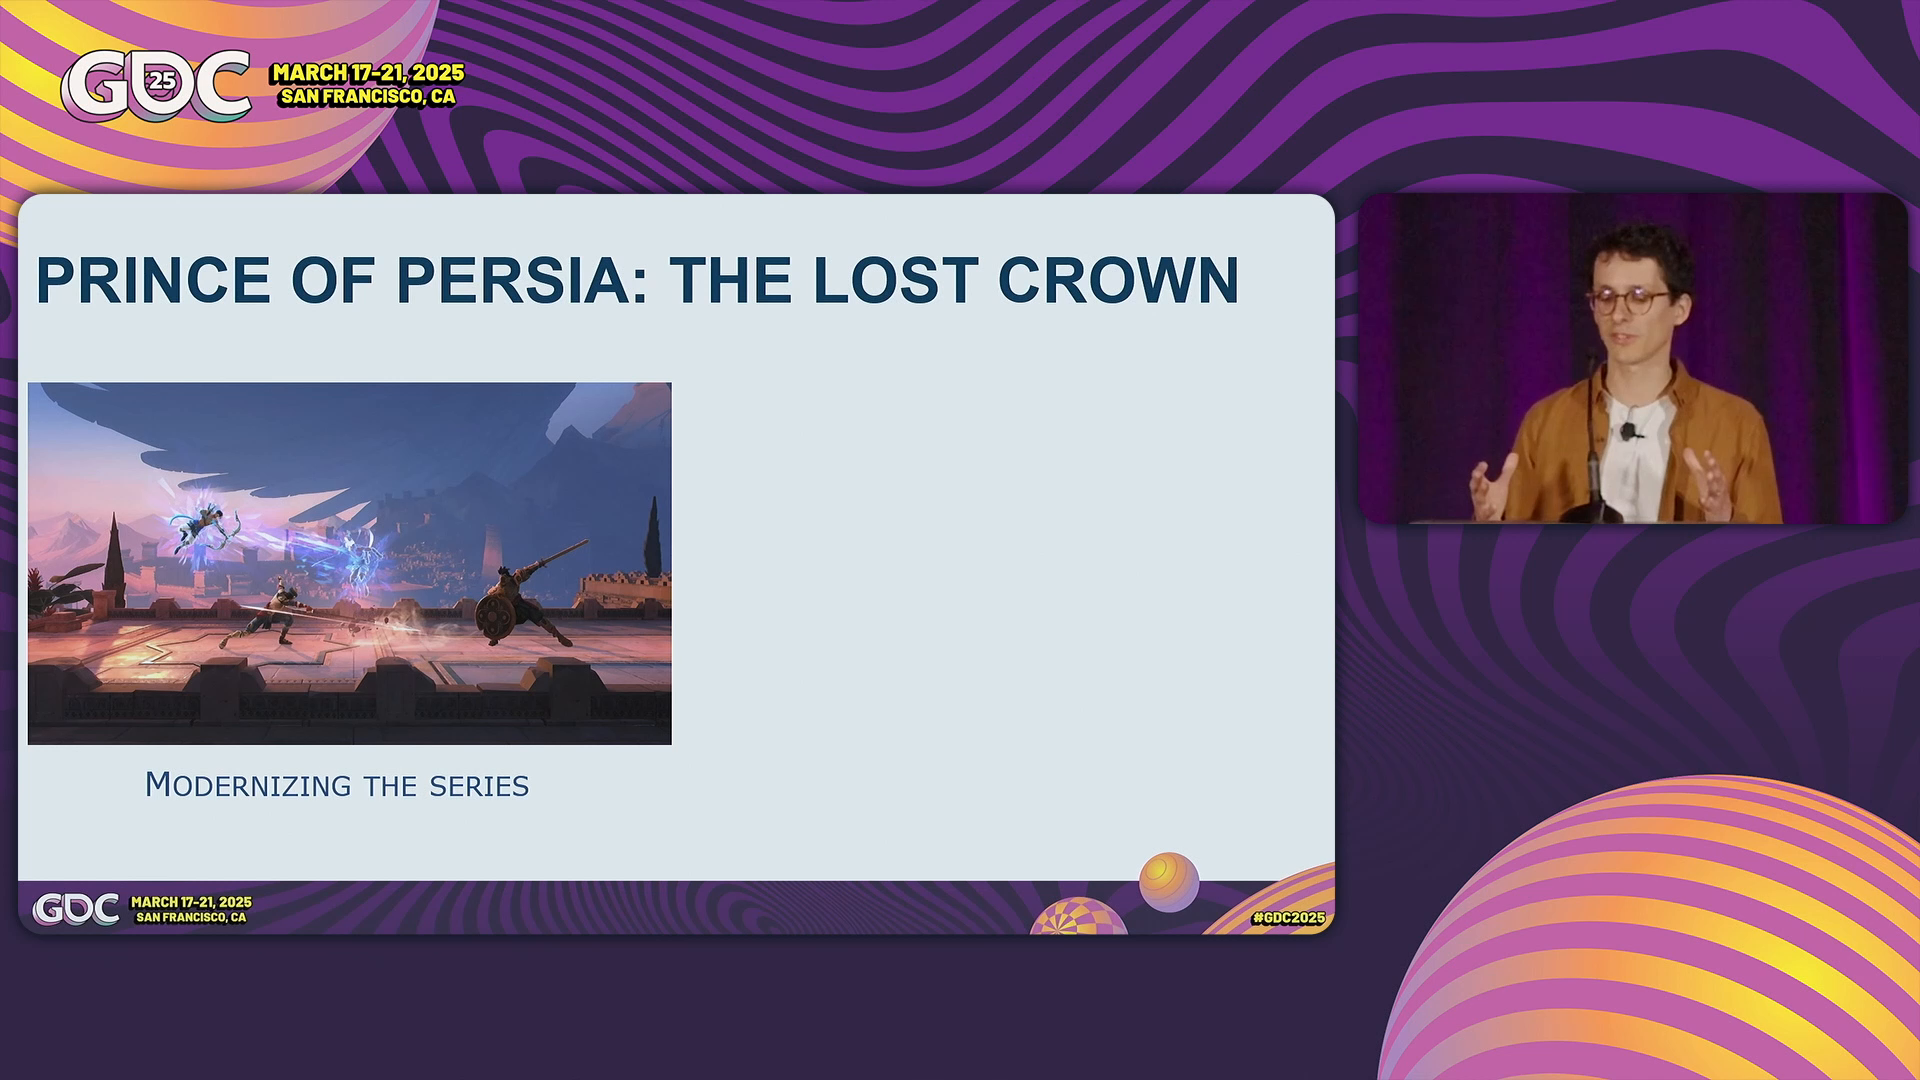 GDC 25
MARCH 17-21, 2025
SAN FRANCISCO, CA
PRINCE OF PERSIA: THE LOST CROWN
MODERNIZING THE SERIES
GDC
MARCH 17-21, 2025
SAN FRANCISCO, CA
#GDC2025